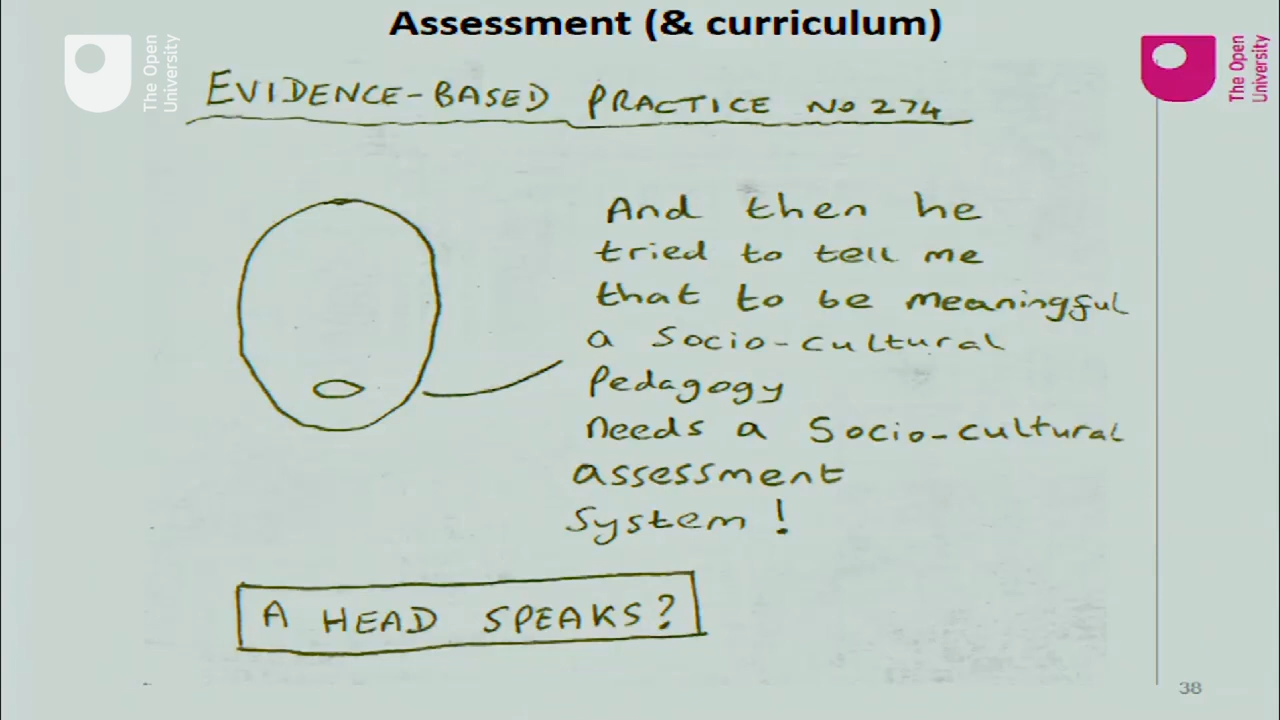 Assessment (& curriculum)
The Open
University
The Open
University
EVIDENCE-BASED PRACTICE NO 274
And then he
tried to tell me
that to be meaningful
a Socio-cultural
Pedagogy
needs a Socio-cultural
assessment
System!
A HEAD SPEAKS?
38